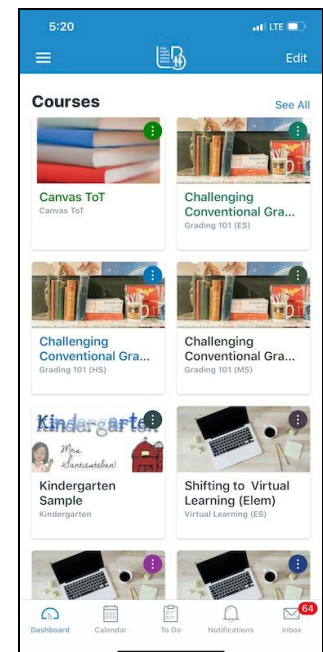 5:20
LTE
LB
Edit
Courses
See All
Canvas ToT
Canvas ToT
Challenging
Conventional Gra...
Grading 101 (ES)
Challenging
Conventional Gra...
Grading 101 (HS)
Challenging
Conventional Gra...
Grading 101 (MS)
Kindergarten
Mrs.
Santiesteban
Kindergarten
Sample
Kindergarten
Shifting to Virtual
Learning (Elem)
Virtual Learning (ES)
64
Dashboard
Calendar
To Do
Notifications
Inbox